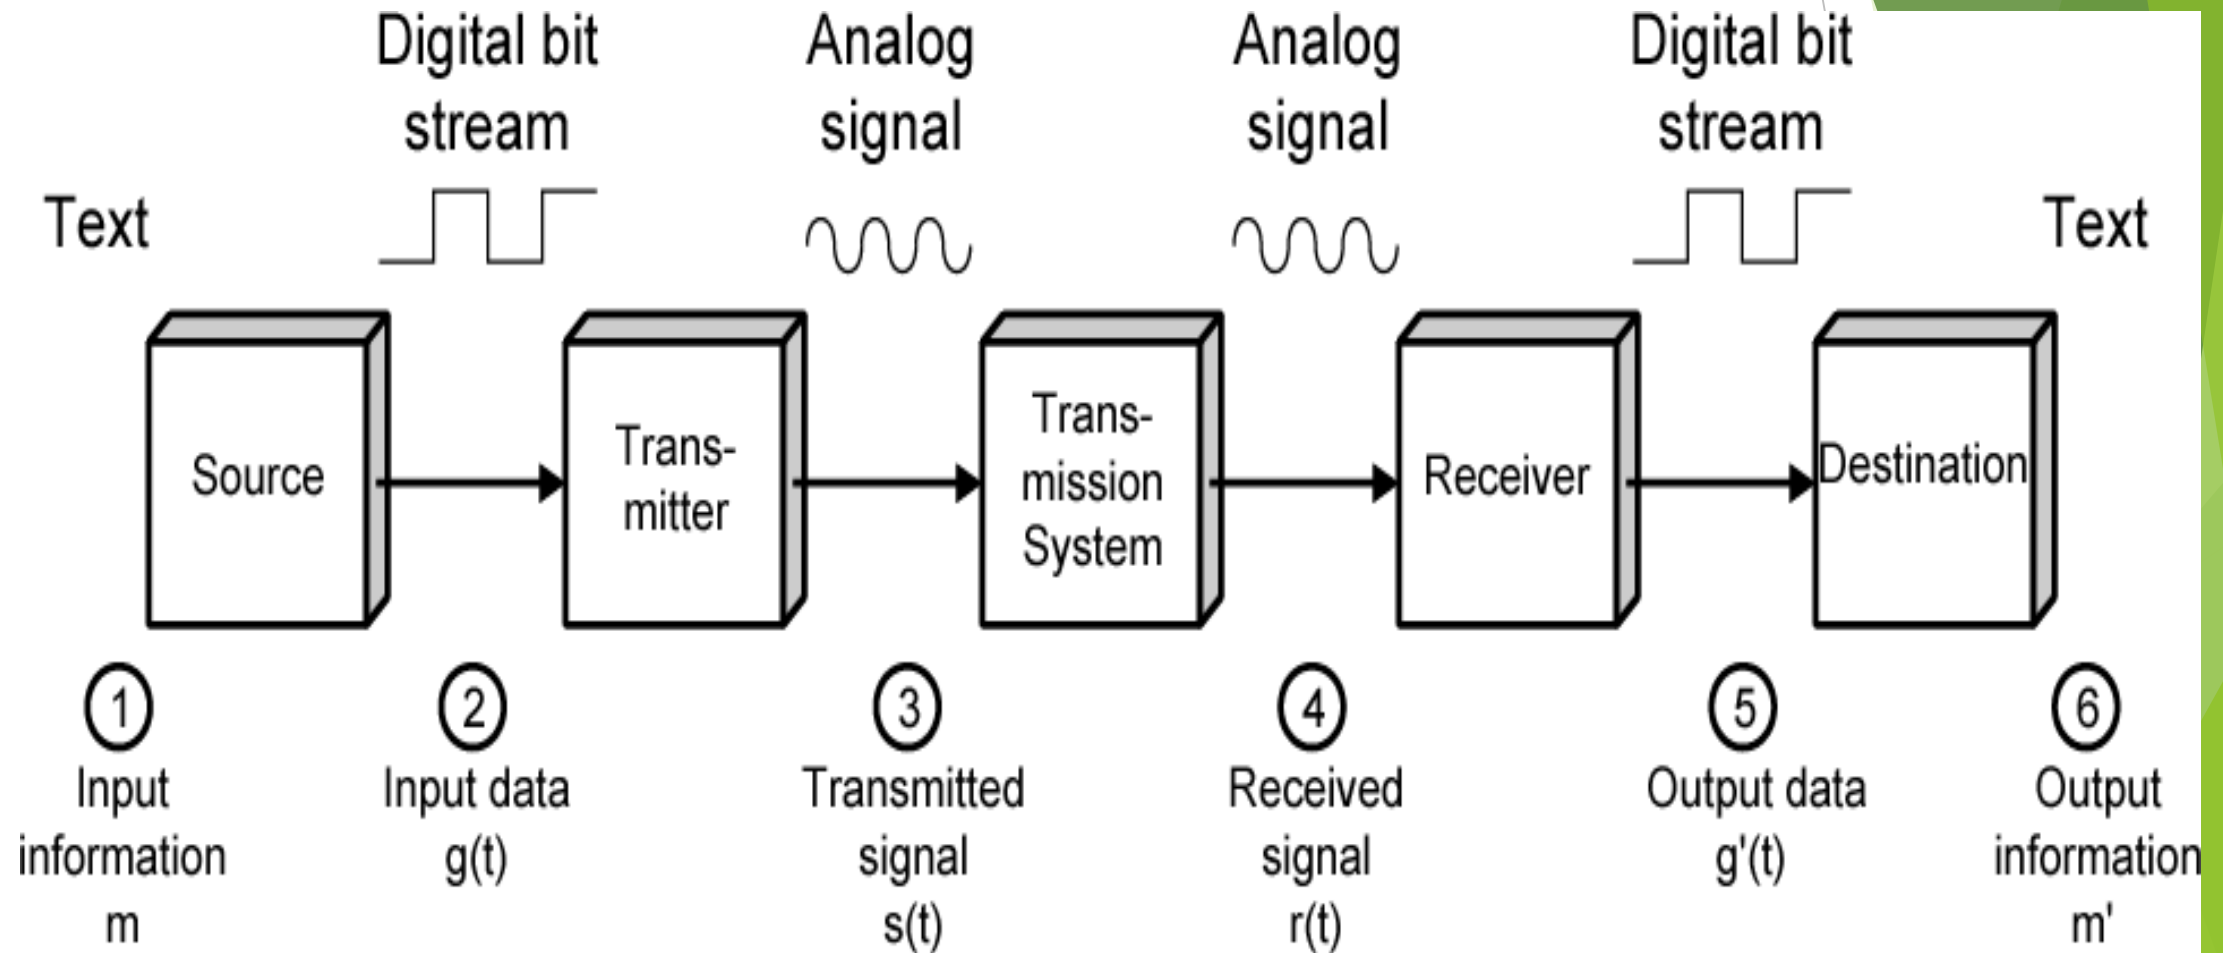 Digital bit
stream
Analog
signal
Analog
signal
Digital bit
stream
Text
Text
Source
Trans-
mitter
Trans-
mission
System
Receiver
Destination
1
Input
information
m
2
Input data
g(t)
3
Transmitted
signal
s(t)
4
Received
signal
r(t)
5
Output data
g'(t)
6
Output
information
m'